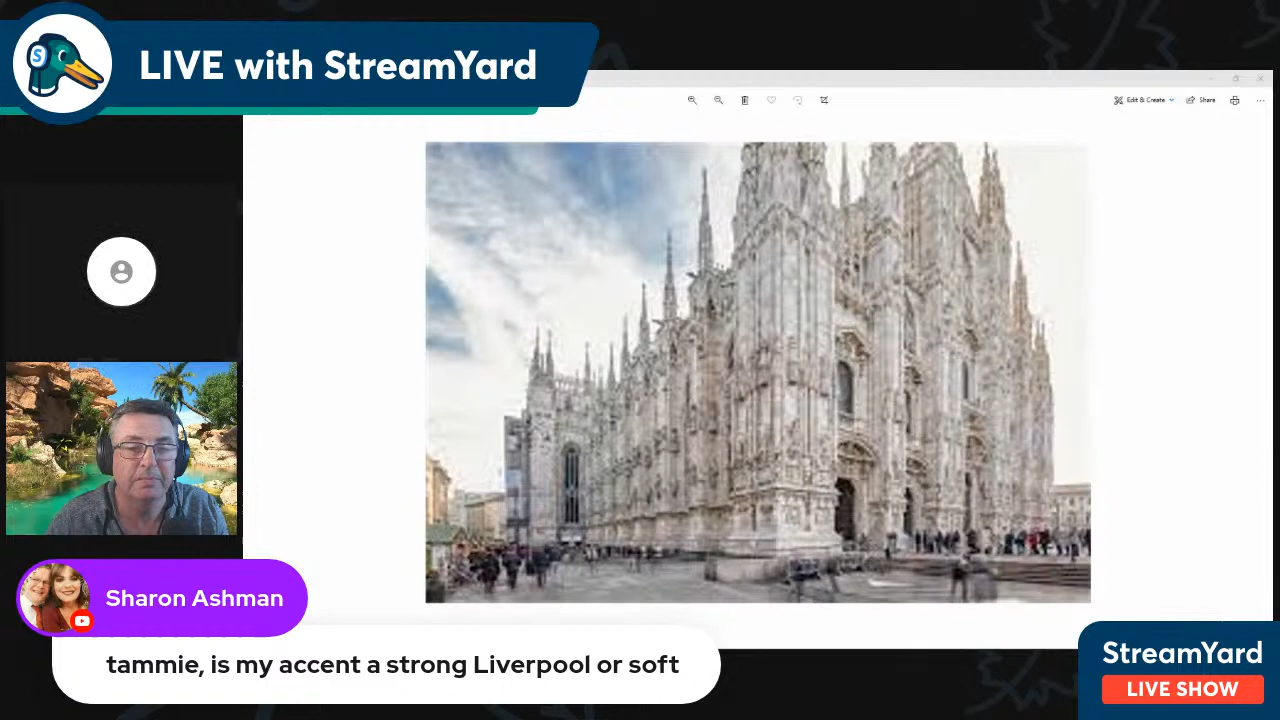 S
LIVE with StreamYard
Edit & Create
Share
Sharon Ashman
tammie, is my accent a strong Liverpool or soft
StreamYard
LIVE SHOW